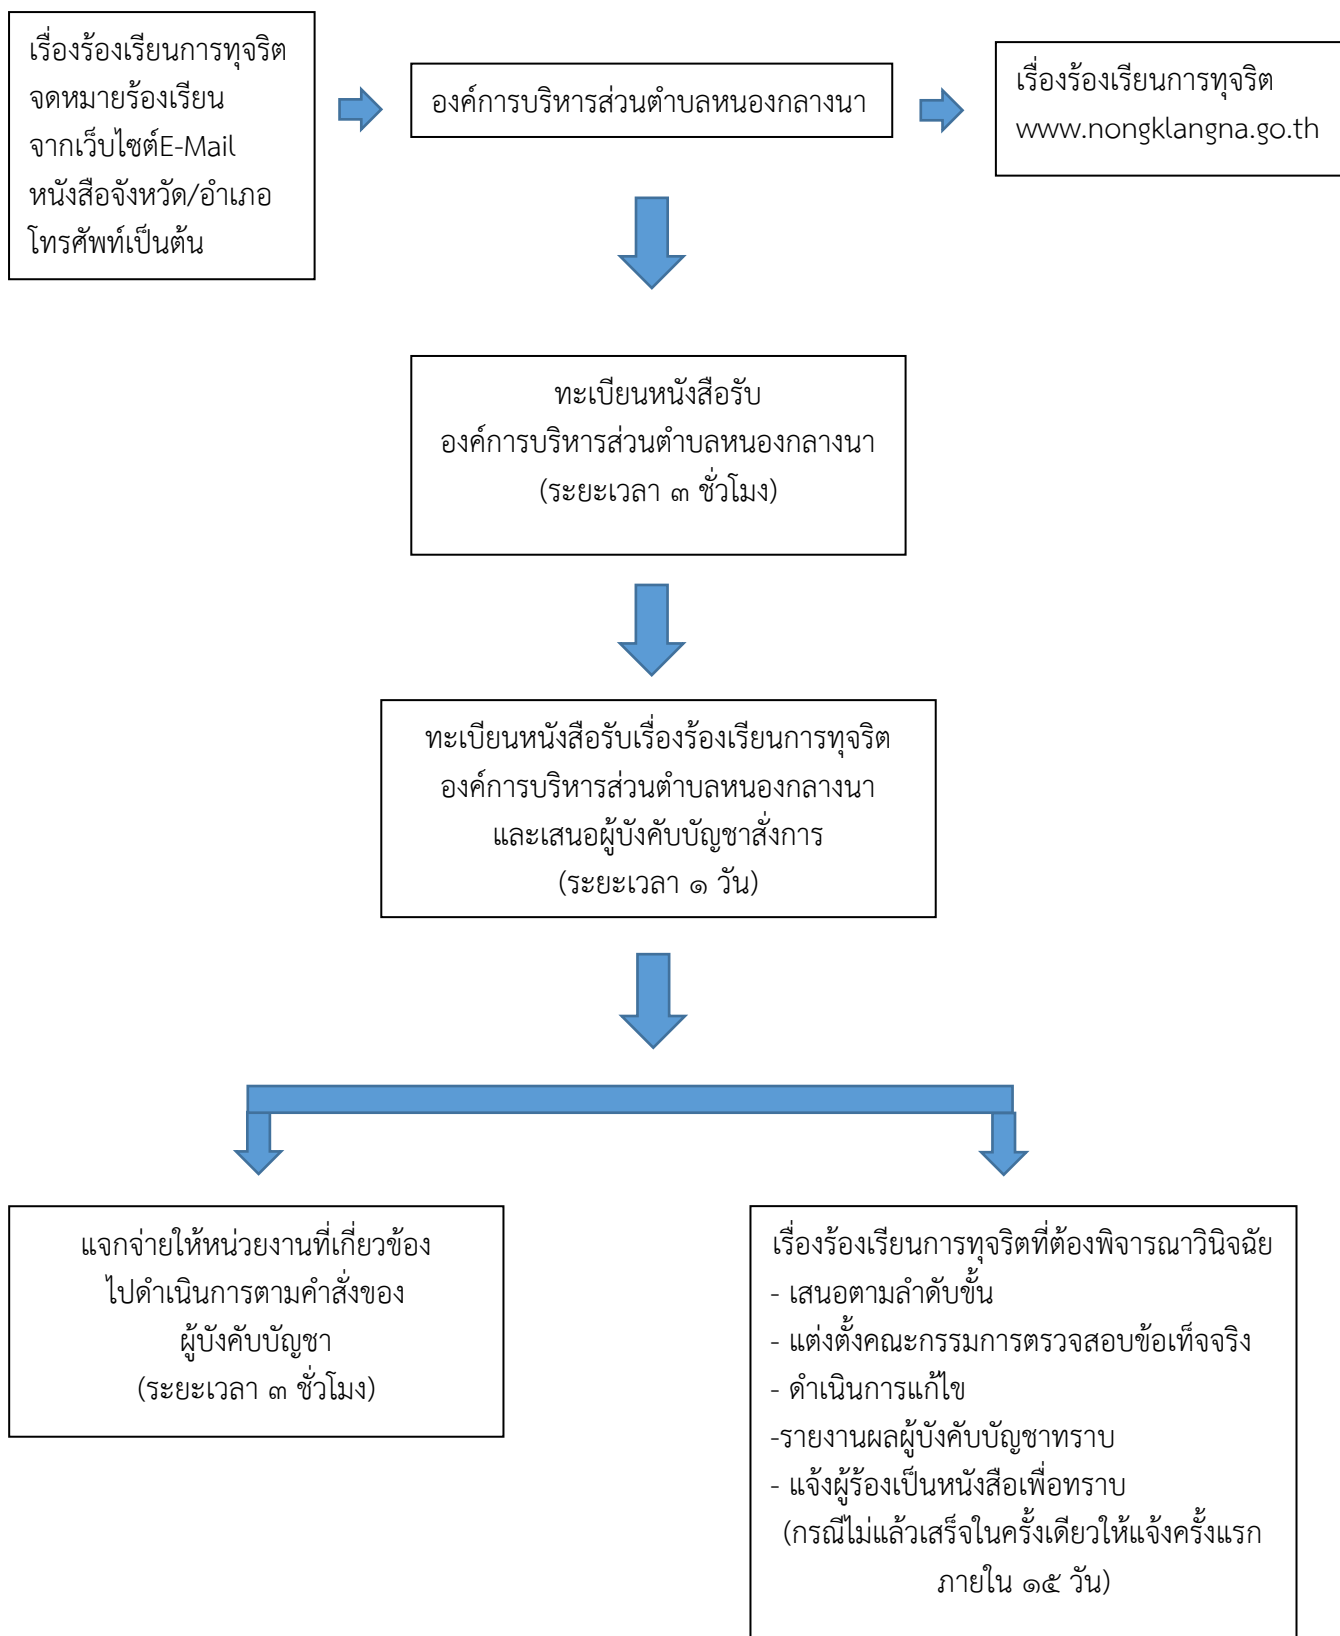 เรื่องร้องเรียนการทุจริต
จดหมายร้องเรียน
จากเว็บไซต์E-Mail
หนังสือจังหวัด/อำเภอ
โทรศัพท์เป็นต้น
องค์การบริหารส่วนตำบลหนองกลางนา
เรื่องร้องเรียนการทุจริต
www.nongklangna.go.th
ทะเบียนหนังสือรับ
องค์การบริหารส่วนตำบลหนองกลางนา
(ระยะเวลา ๓ ชั่วโมง)
ทะเบียนหนังสือรับเรื่องร้องเรียนการทุจริต
องค์การบริหารส่วนตำบลหนองกลางนา
และเสนอผู้บังคับบัญชาสั่งการ
(ระยะเวลา ๑ วัน)
แจกจ่ายให้หน่วยงานที่เกี่ยวข้อง
ไปดำเนินการตามคำสั่งของ
ผู้บังคับบัญชา
(ระยะเวลา ๓ ชั่วโมง)
เรื่องร้องเรียนการทุจริตที่ต้องพิจารณาวินิจฉัย
- เสนอตามลำดับขั้น
- แต่งตั้งคณะกรรมการตรวจสอบข้อเท็จจริง
- ดำเนินการแก้ไข
-รายงานผลผู้บังคับบัญชาทราบ
- แจ้งผู้ร้องเป็นหนังสือเพื่อทราบ
(กรณีไม่แล้วเสร็จในครั้งเดียวให้แจ้งครั้งแรก
ภายใน ๑๕ วัน)